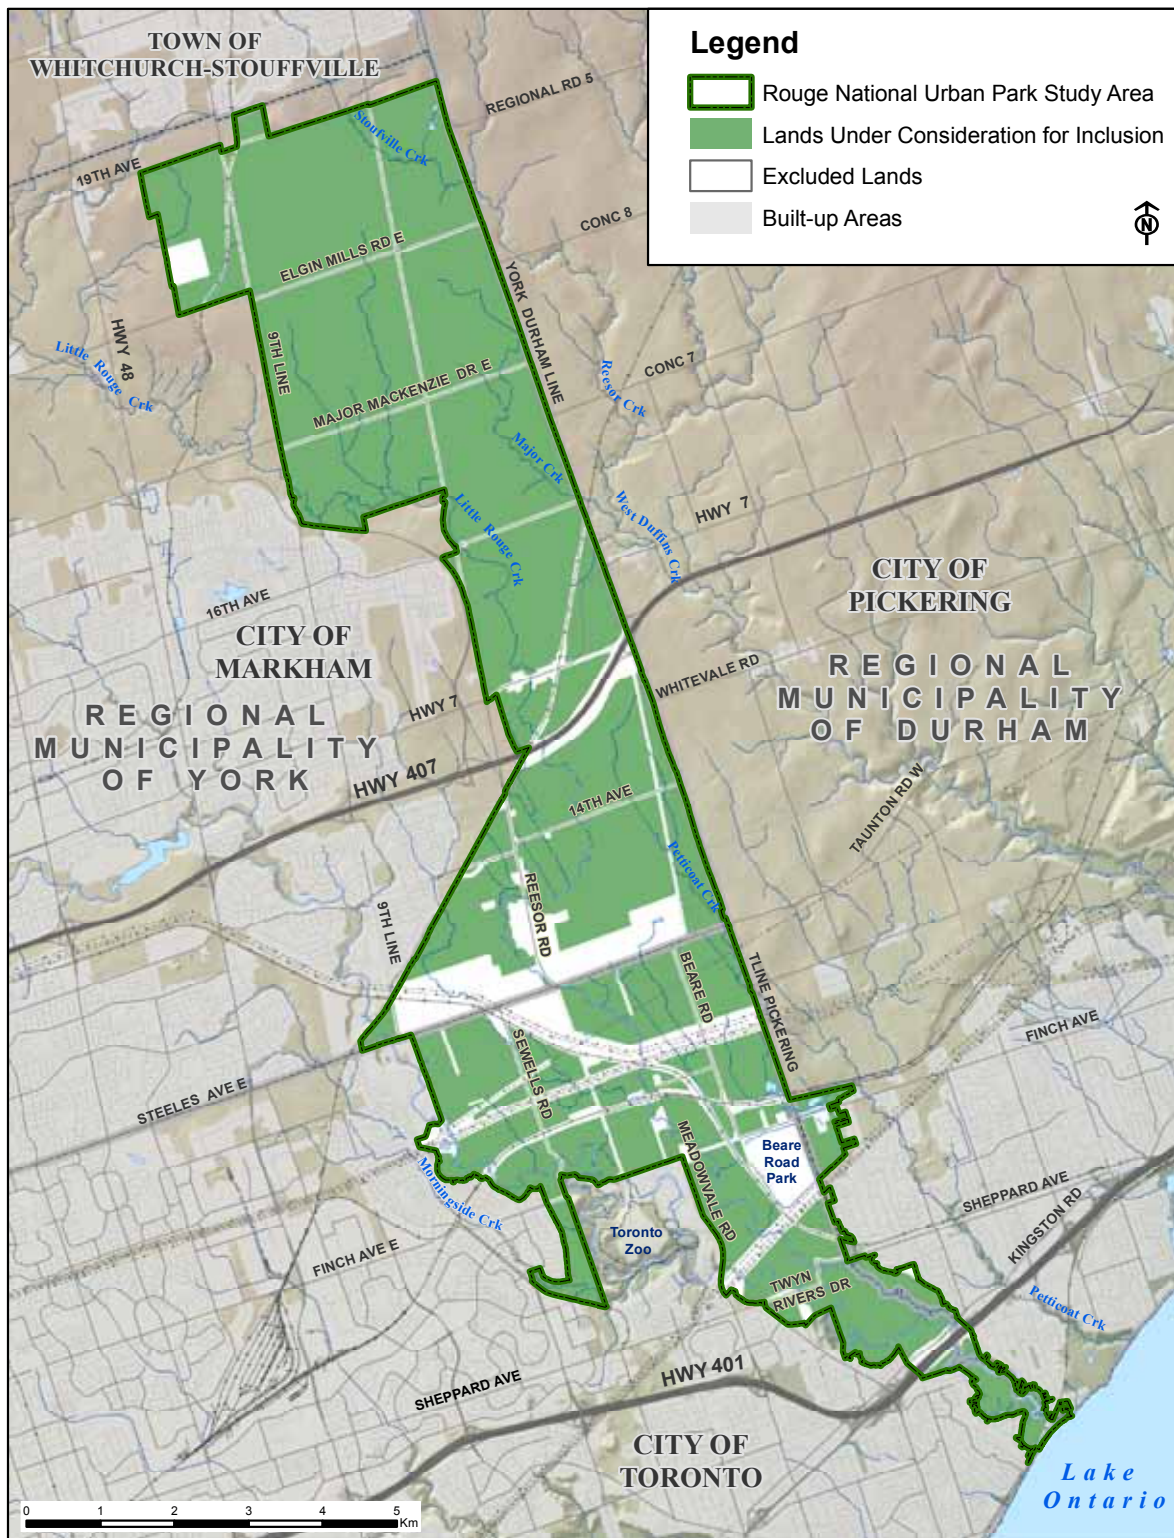 TOWN OF
WHITCHURCH-STOUFFVILLE
Legend
Rouge National Urban Park Study Area
Lands Under Consideration for Inclusion
Excluded Lands
Built-up Areas
N
REGIONAL RD 5
Stoufville Crk
19TH AVE
CONC 8
ELGIN MILLS RD E
YORK DURHAM LINE
HWY 48
9TH LINE
Little Rouge Crk
CONC 7
Reesor Crk
MAJOR MACKENZIE DR E
Major Crk
Little Rouge Crk
West Duffins Crk
HWY 7
CITY OF
PICKERING
16TH AVE
CITY OF
MARKHAM
WHITEVALE RD
REGIONAL
MUNICIPALITY
OF DURHAM
HWY 7
REGIONAL
MUNICIPALITY
OF YORK
HWY 407
14TH AVE
TAUNTON RD W
Petticoat Crk
REESOR RD
9TH LINE
BEARE RD
TLINE PICKERING
FINCH AVE
SEWELLS RD
STEELES AVE E
MEADOWVALE RD
Beare
Road
Park
Morningside Crk
SHEPPARD AVE
KINGSTON RD
Toronto
Zoo
FINCH AVE E
TWYN
RIVERS DR
Petticoat Crk
HWY 401
SHEPPARD AVE
CITY OF
TORONTO
Lake
Ontario
0 1 2 3 4 5
Km